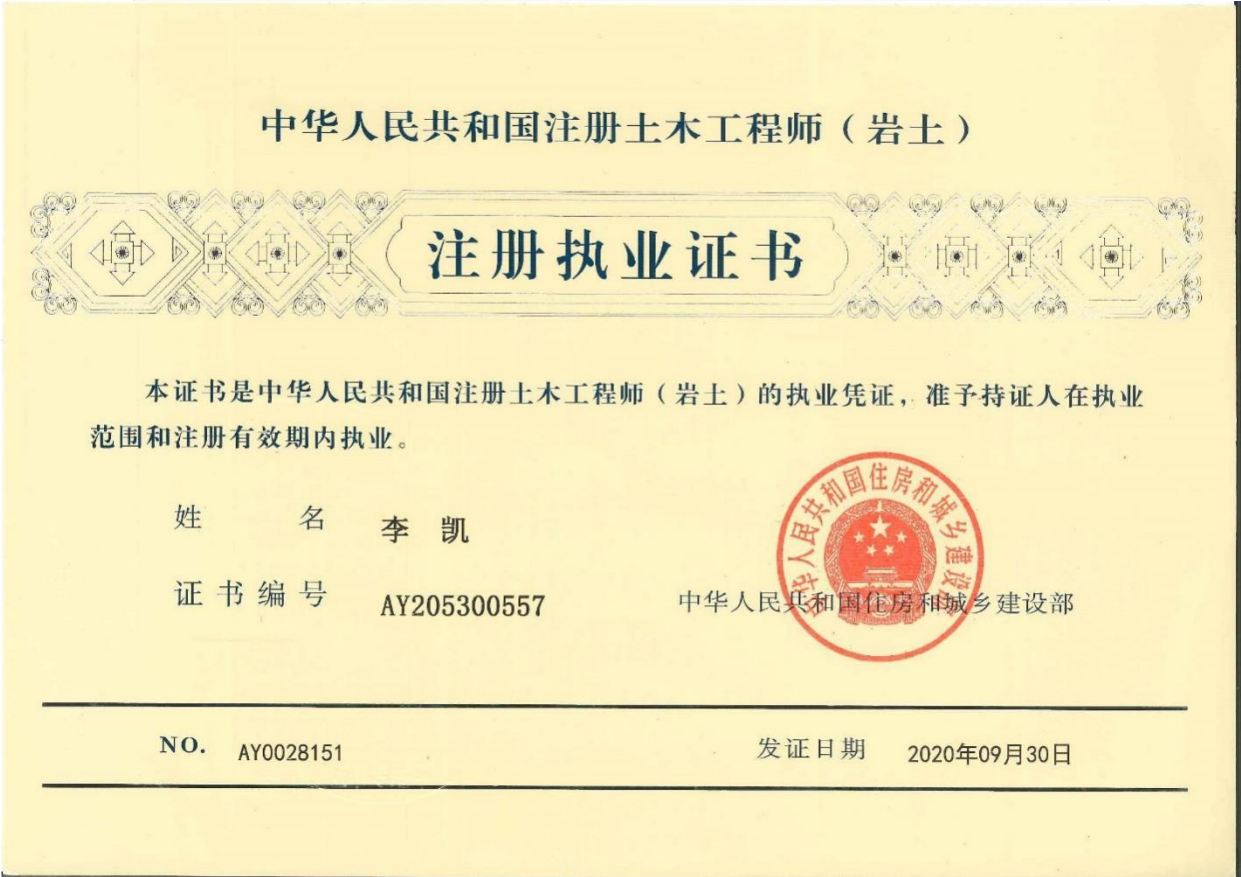 中华人民共和国注册土木工程师（岩土）
注册执业证书
本证书是中华人民共和国注册土木工程师（岩土）的执业凭证，准予持证人在执业
范围和注册有效期内执业。
姓 名 李 凯
证书编号 AY205300557
中华人民共和国住房和城乡建设部
中华人民共和国住房和城乡建设部
NO. AY0028151
发证日期 2020年09月30日